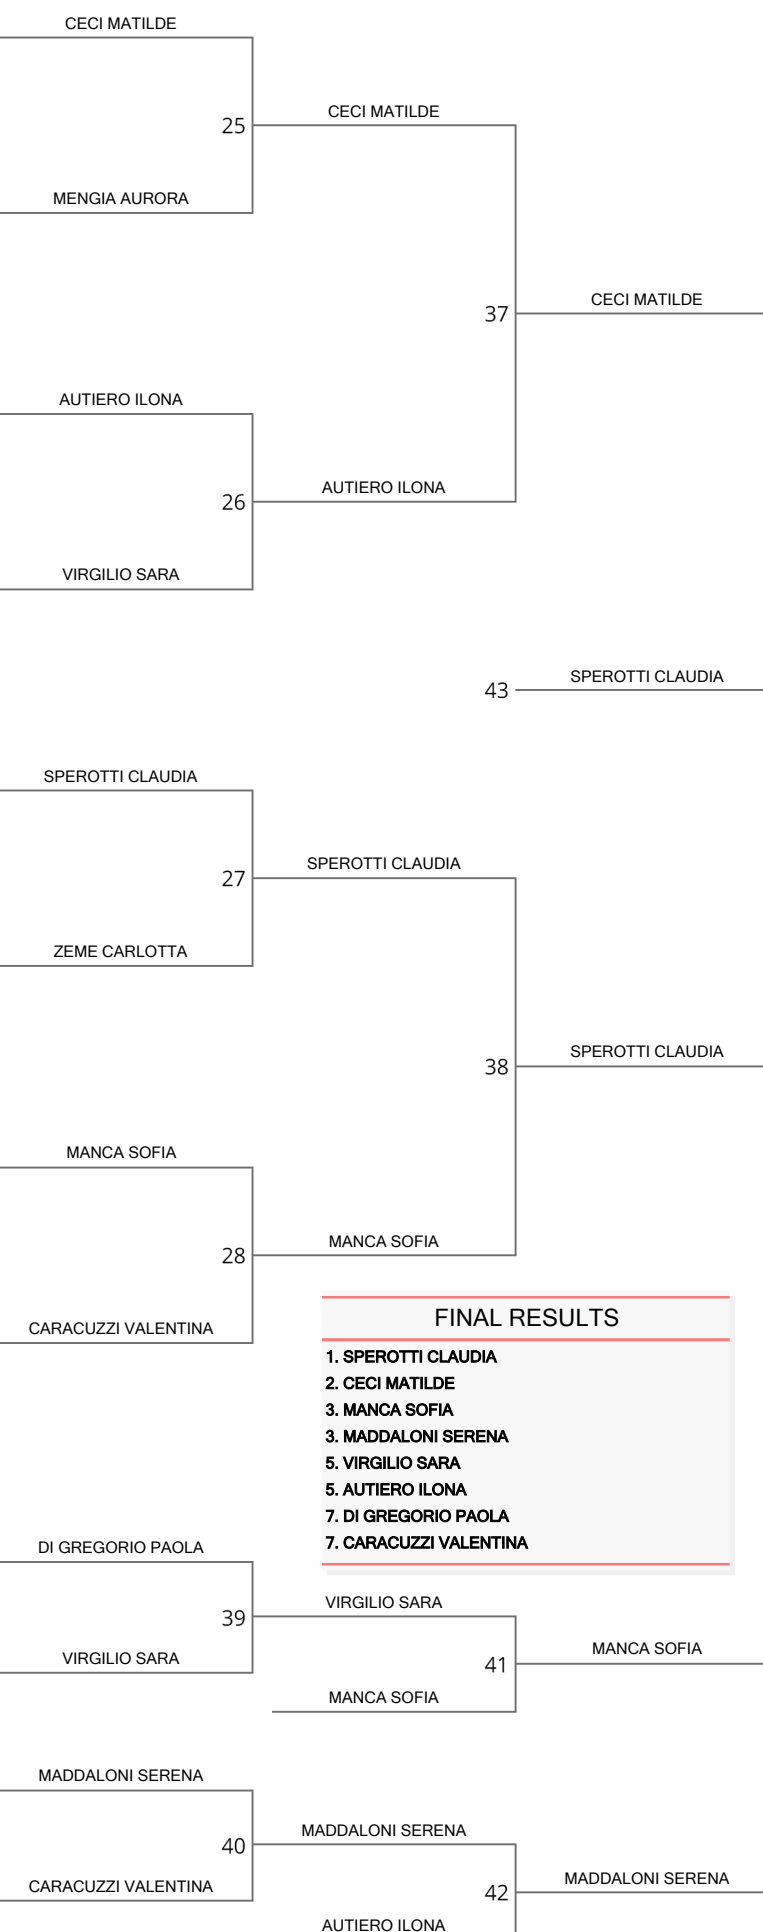 CECI MATILDE
25
CECI MATILDE
MENGIA AURORA
37
CECI MATILDE
AUTIERO ILONA
26
AUTIERO ILONA
VIRGILIO SARA
43
SPEROTTI CLAUDIA
SPEROTTI CLAUDIA
27
SPEROTTI CLAUDIA
ZEME CARLOTTA
38
SPEROTTI CLAUDIA
MANCA SOFIA
28
MANCA SOFIA
CARACUZZI VALENTINA
FINAL RESULTS
1. SPEROTTI CLAUDIA
2. CECI MATILDE
3. MANCA SOFIA
3. MADDALONI SERENA
5. VIRGILIO SARA
5. AUTIERO ILONA
7. DI GREGORIO PAOLA
7. CARACUZZI VALENTINA
DI GREGORIO PAOLA
39
VIRGILIO SARA
VIRGILIO SARA
41
MANCA SOFIA
MANCA SOFIA
MADDALONI SERENA
40
MADDALONI SERENA
CARACUZZI VALENTINA
42
MADDALONI SERENA
AUTIERO ILONA